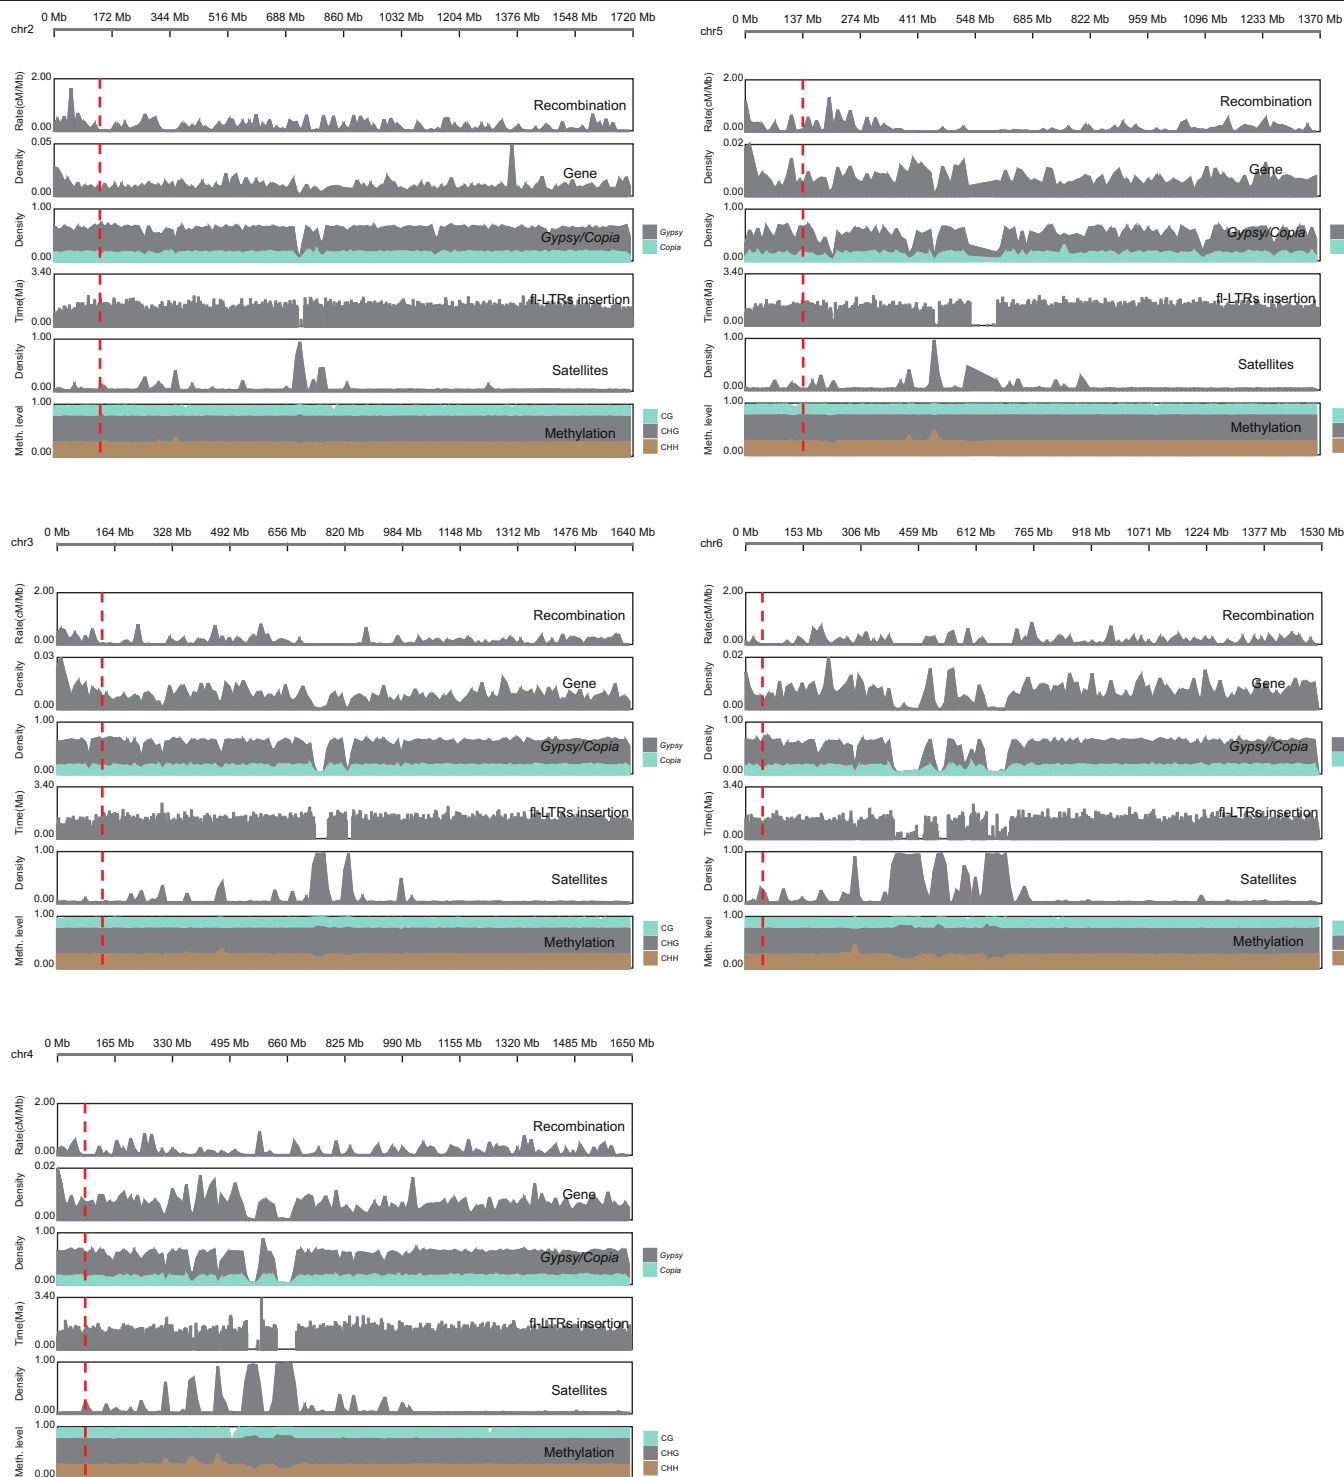 0 Mb 172 Mb 344 Mb 516 Mb 688 Mb 860 Mb 1032 Mb 1204 Mb 1376 Mb 1548 Mb 1720 Mb
chr2
Rate(cM/Mb) 2.00 0.00 Recombination
Density 0.05 0.00 Gene
Density 1.00 0.00 Gypsy/Copia
Gypsy
Copia
Time(Ma) 3.40 0.00 fl-LTRs insertion
Density 1.00 0.00 Satellites
Meth. level 1.00 0.00 Methylation
CG
CHG
CHH
0 Mb 137 Mb 274 Mb 411 Mb 548 Mb 685 Mb 822 Mb 959 Mb 1096 Mb 1233 Mb 1370 Mb
chr5
Rate(cM/Mb) 2.00 0.00 Recombination
Density 0.02 0.00 Gene
Density 1.00 0.00 Gypsy/Copia
Time(Ma) 3.40 0.00 fl-LTRs insertion
Density 1.00 0.00 Satellites
Meth. level 1.00 0.00 Methylation
0 Mb 164 Mb 328 Mb 492 Mb 656 Mb 820 Mb 984 Mb 1148 Mb 1312 Mb 1476 Mb 1640 Mb
chr3
Rate(cM/Mb) 2.00 0.00 Recombination
Density 0.03 0.00 Gene
Density 1.00 0.00 Gypsy/Copia
Gypsy
Copia
Time(Ma) 3.40 0.00 fl-LTRs insertion
Density 1.00 0.00 Satellites
Meth. level 1.00 0.00 Methylation
CG
CHG
CHH
0 Mb 153 Mb 306 Mb 459 Mb 612 Mb 765 Mb 918 Mb 1071 Mb 1224 Mb 1377 Mb 1530 Mb
chr6
Rate(cM/Mb) 2.00 0.00 Recombination
Density 0.02 0.00 Gene
Density 1.00 0.00 Gypsy/Copia
Time(Ma) 3.40 0.00 fl-LTRs insertion
Density 1.00 0.00 Satellites
Meth. level 1.00 0.00 Methylation
0 Mb 165 Mb 330 Mb 495 Mb 660 Mb 825 Mb 990 Mb 1155 Mb 1320 Mb 1485 Mb 1650 Mb
chr4
Rate(cM/Mb) 2.00 0.00 Recombination
Density 0.02 0.00 Gene
Density 1.00 0.00 Gypsy/Copia
Gypsy
Copia
Time(Ma) 3.40 0.00 fl-LTRs insertion
Density 1.00 0.00 Satellites
Meth. level 1.00 0.00 Methylation
CG
CHG
CHH